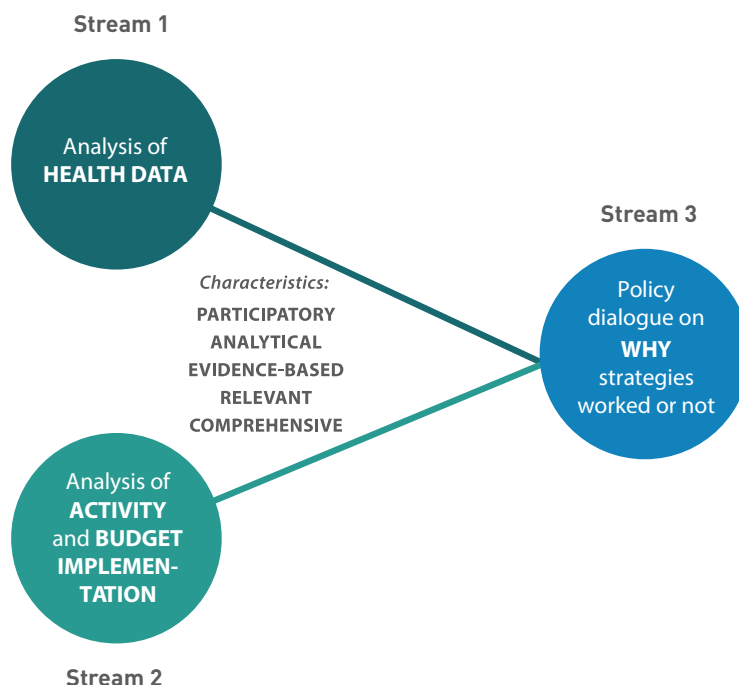 Stream 1
Analysis of
HEALTH DATA
Stream 3
Policy
dialogue on
WHY
strategies
worked or not
Characteristics:
PARTICIPATORY
ANALYTICAL
EVIDENCE-BASED
RELEVANT
COMPREHENSIVE
Analysis of
ACTIVITY
and BUDGET
IMPLEMEN-
TATION
Stream 2